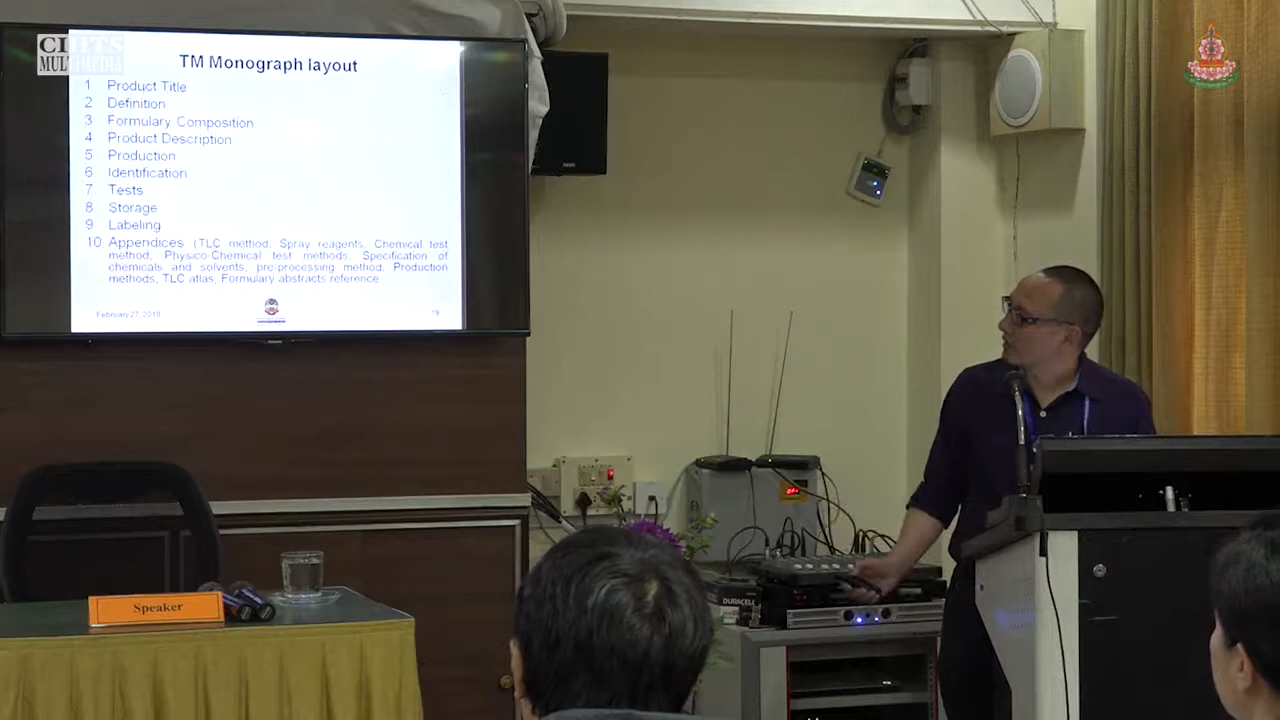 CIHTS
MULTIMEDIA
TM Monograph layout
1 Product Title
2 Definition
3 Formulary Composition
4 Product Description
5 Production
6 Identification
7 Tests
8 Storage
9 Labeling
10 Appendices (TLC method, Spray reagents, Chemical test
method, Physico-Chemical test methods, Specification of
chemicals and solvents, pre-processing method, Production
methods, TLC atlas, Formulary abstracts reference
February 27, 2018
19
Speaker
DURACELL